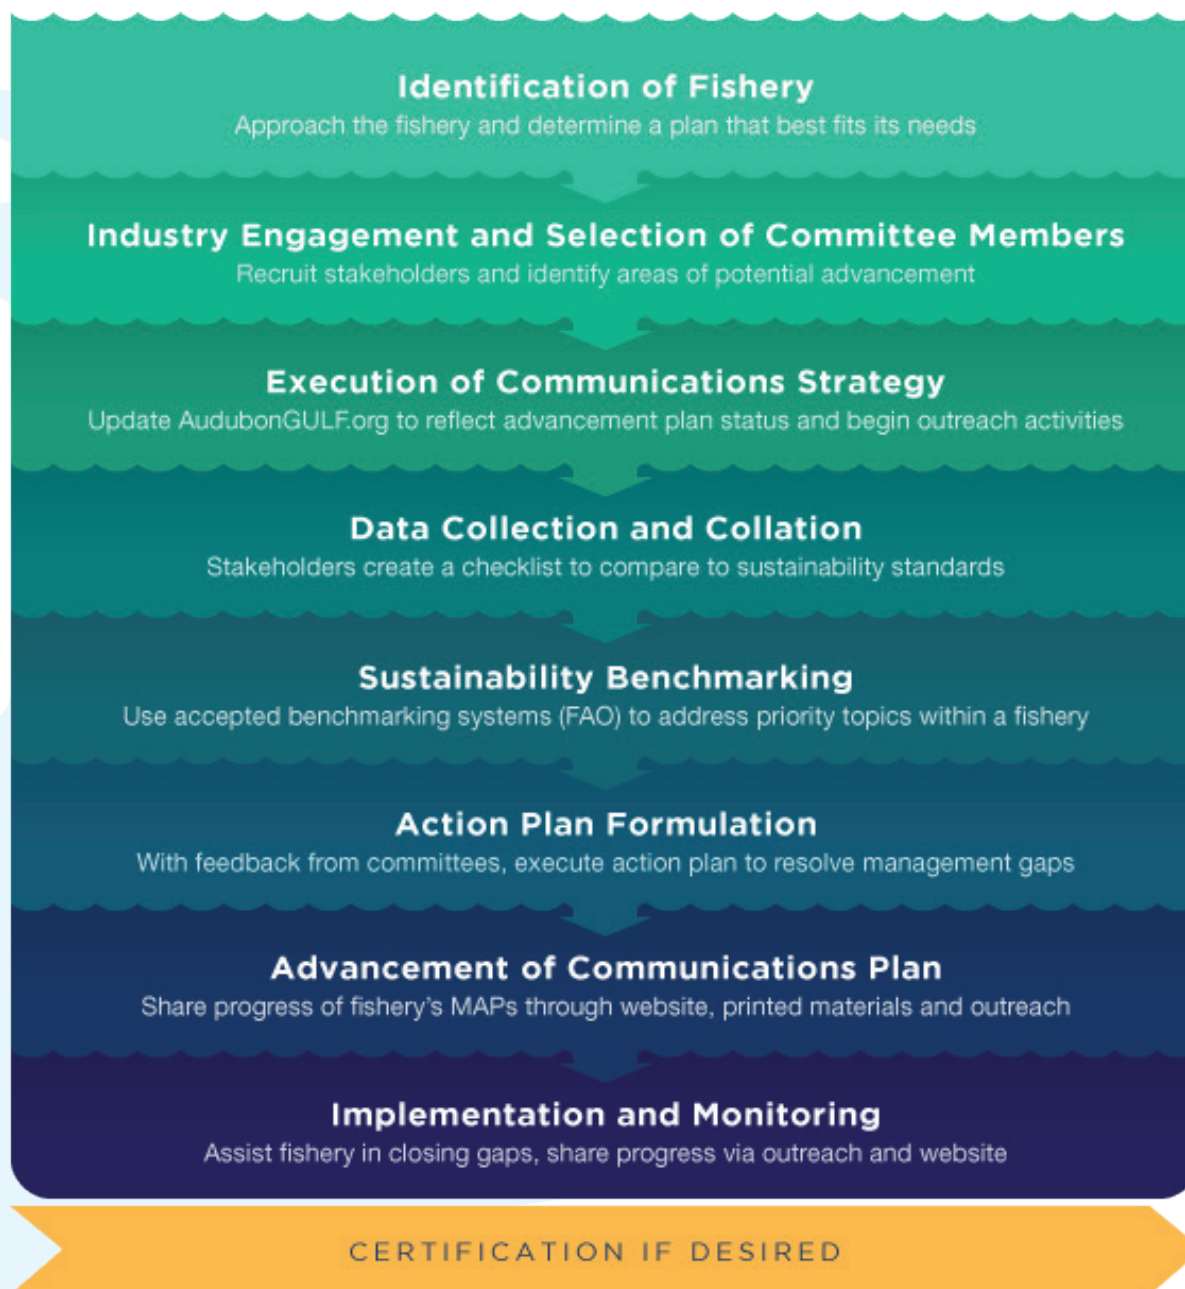 Identification of Fishery
Approach the fishery and determine a plan that best fits its needs
Industry Engagement and Selection of Committee Members
Recruit stakeholders and identify areas of potential advancement
Execution of Communications Strategy
Update AudubonGULF.org to reflect advancement plan status and begin outreach activities
Data Collection and Collation
Stakeholders create a checklist to compare to sustainability standards
Sustainability Benchmarking
Use accepted benchmarking systems (FAO) to address priority topics within a fishery
Action Plan Formulation
With feedback from committees, execute action plan to resolve management gaps
Advancement of Communications Plan
Share progress of fishery's MAPs through website, printed materials and outreach
Implementation and Monitoring
Assist fishery in closing gaps, share progress via outreach and website
CERTIFICATION IF DESIRED